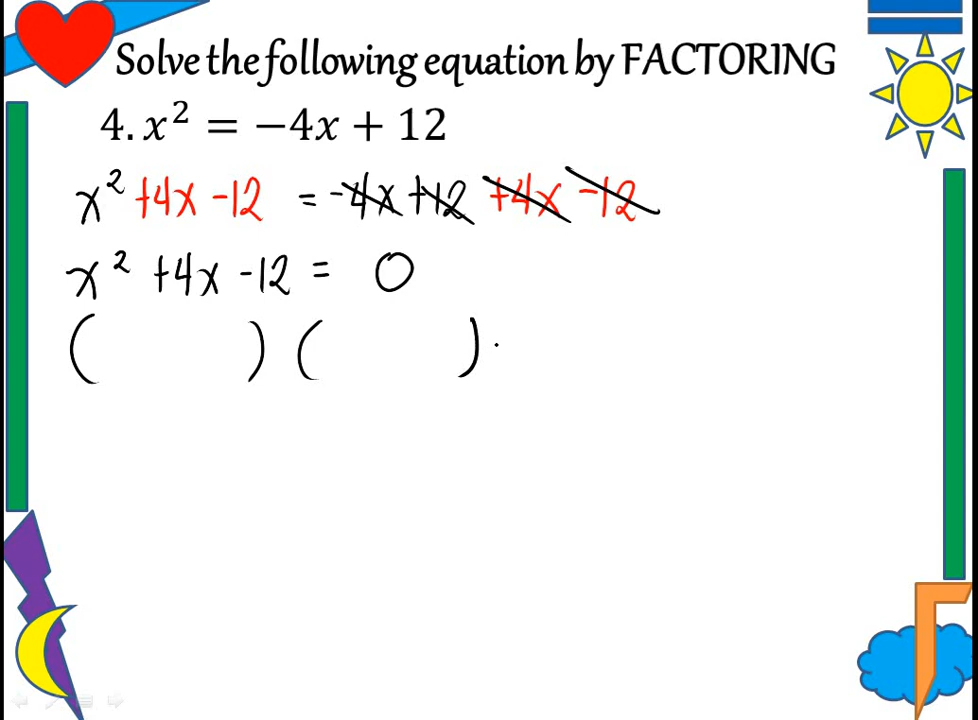 Solve the following equation by FACTORING
4. x² = −4x + 12
x² +4x -12 = -4x +12 +4x -12
x² +4x -12 = 0
( ) ( )